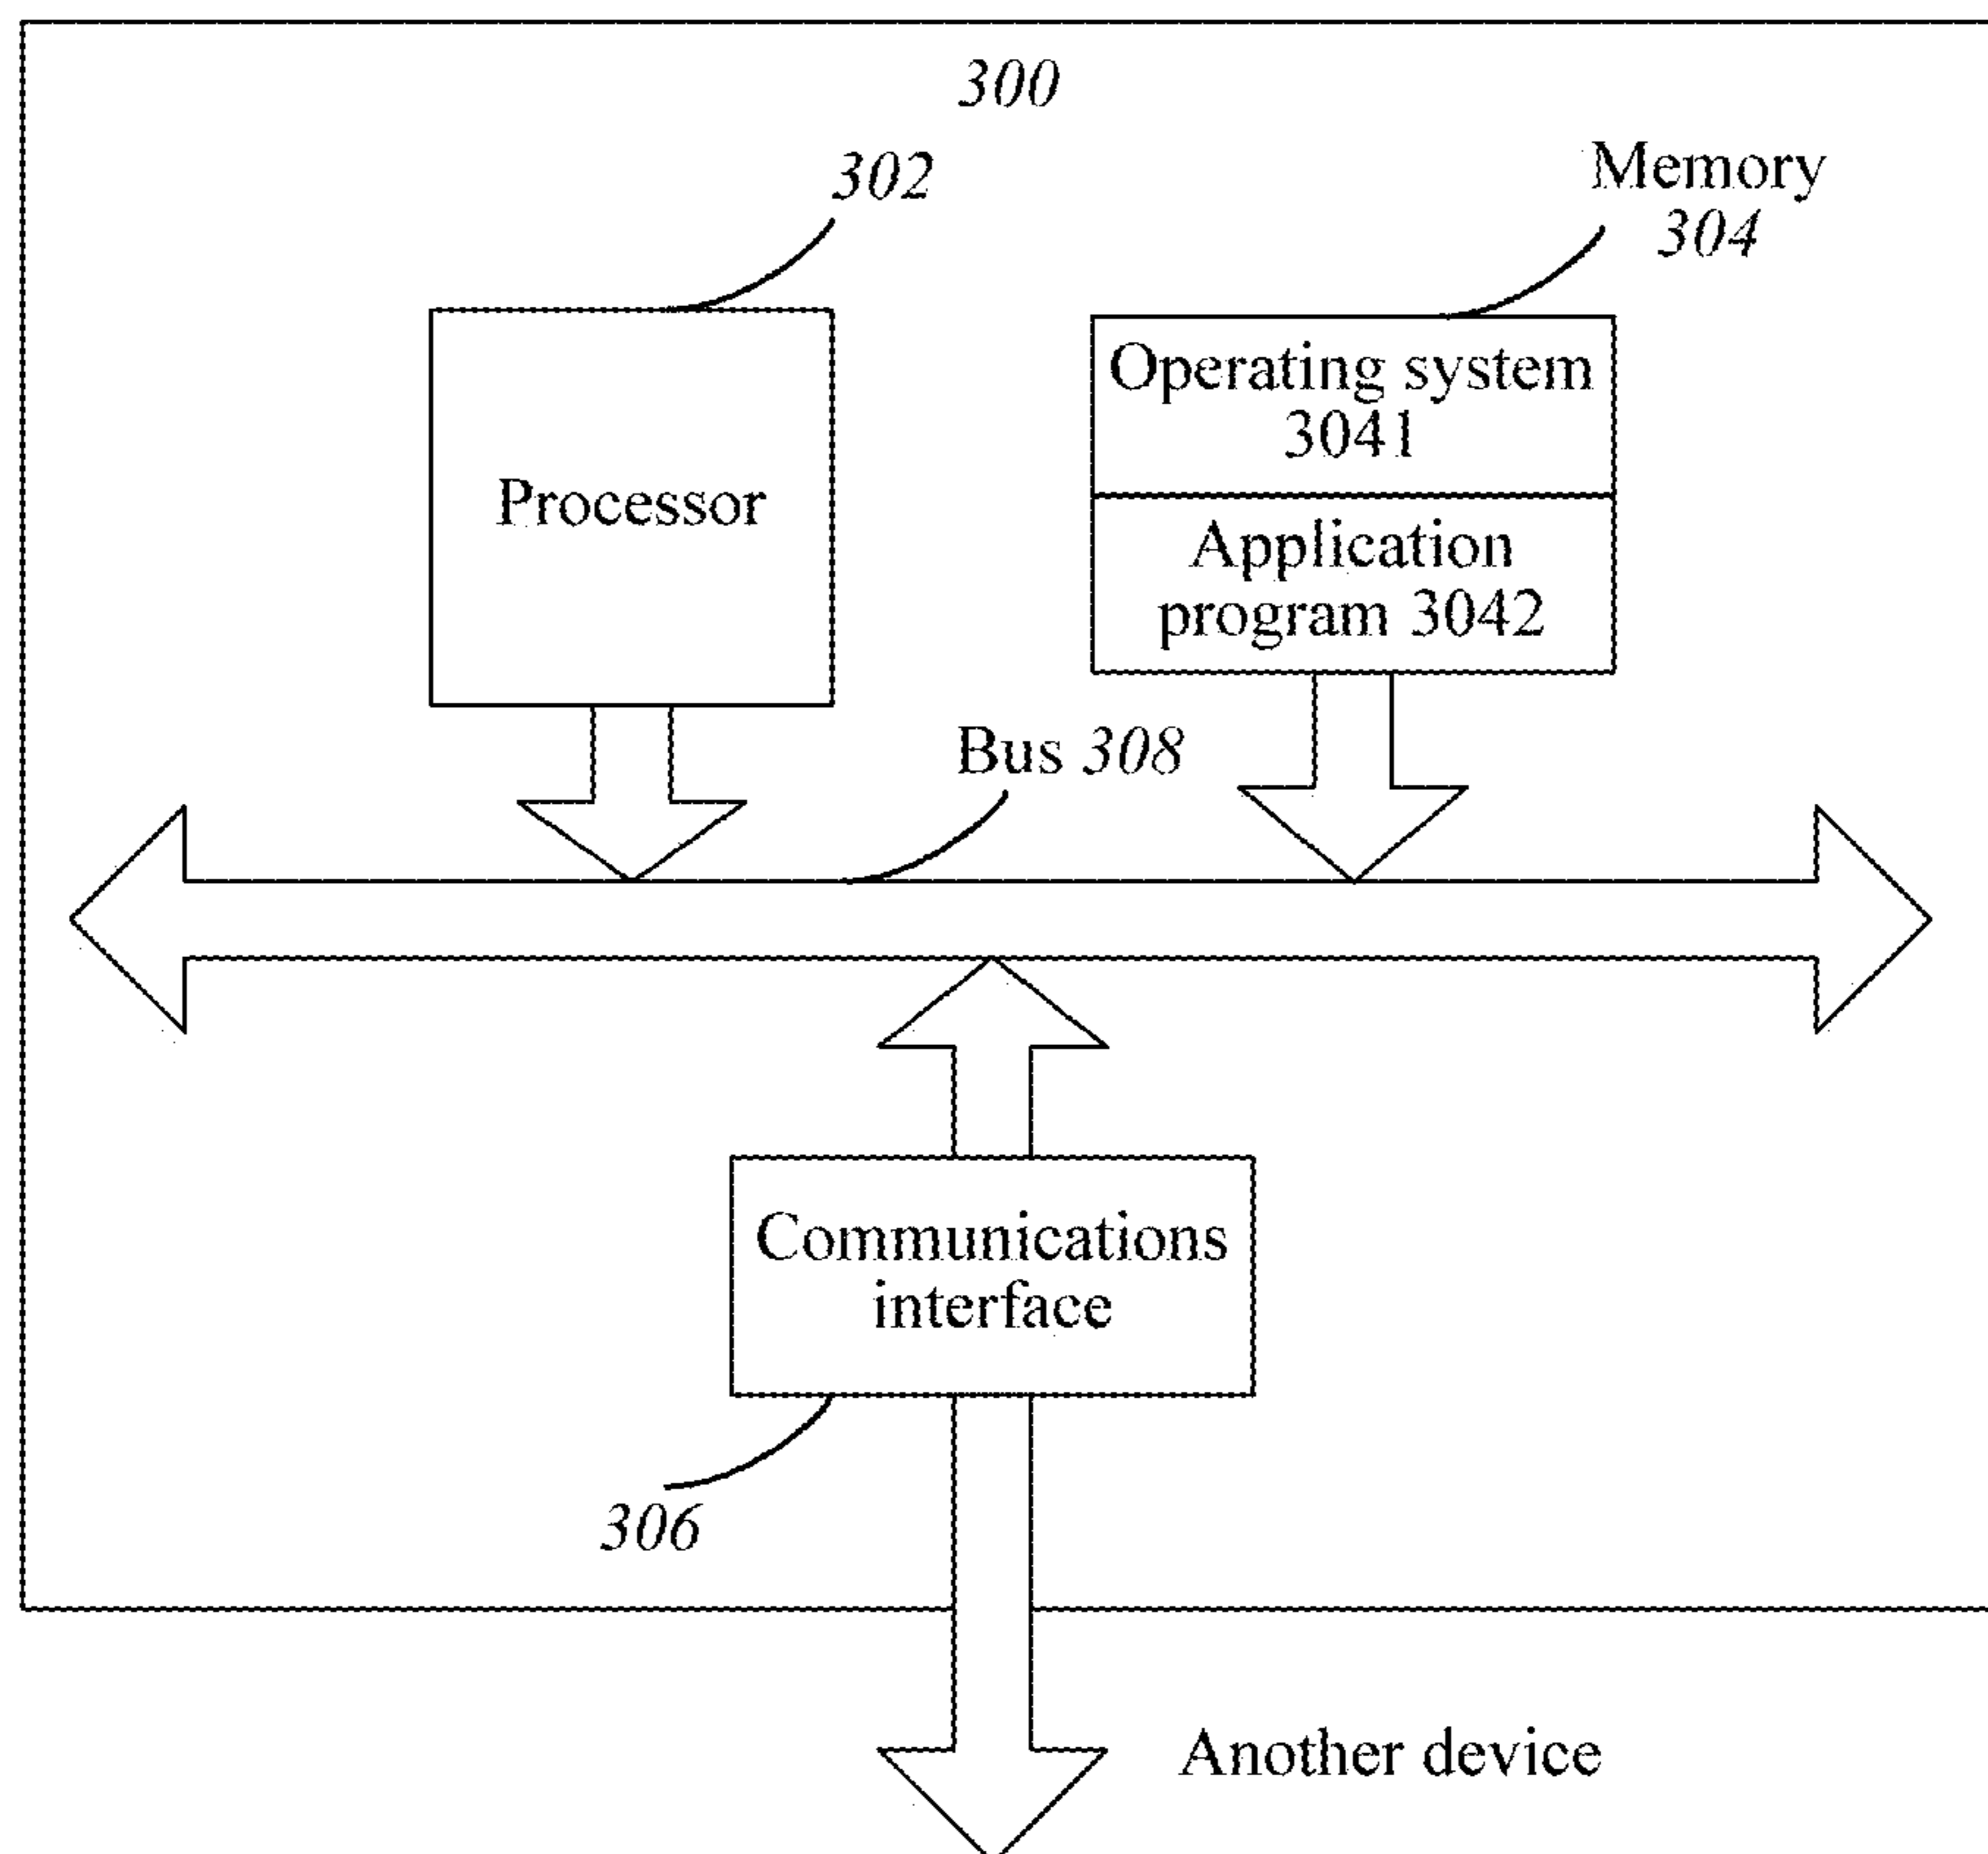 300
302
Memory
304
Operating system
3041
Processor
Application
program 3042
Bus 308
Communications
interface
306
Another device